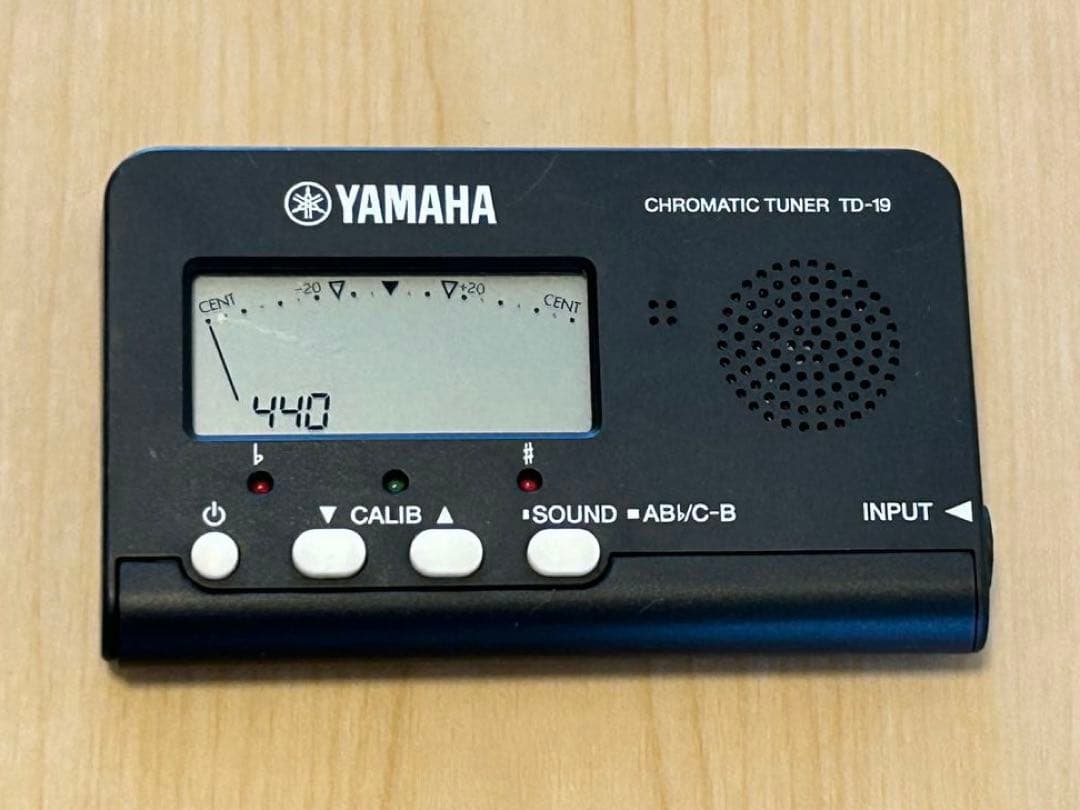 YAMAHA
CHROMATIC TUNER TD-19
CENT -20 +20 CENT
440
♭ #
▼ CALIB ▲ ▪SOUND ■AB♭/C-B
INPUT ◀